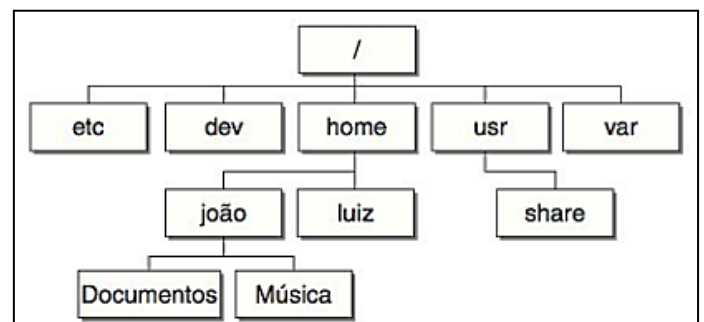 /
etc dev home usr var
joão luiz share
Documentos Música